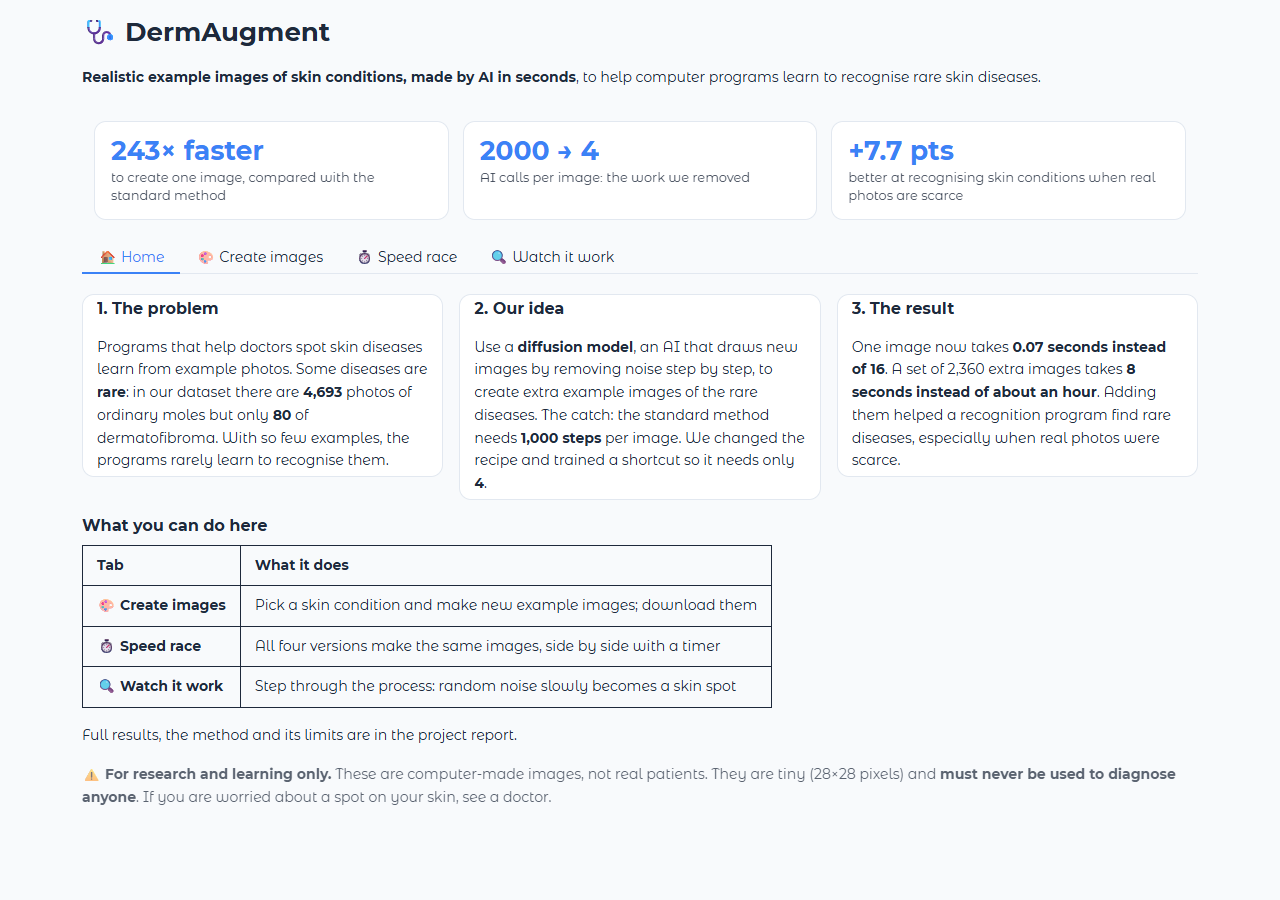 DermAugment
Realistic example images of skin conditions, made by AI in seconds, to help computer programs learn to recognise rare skin diseases.
243× faster
to create one image, compared with the
standard method
2000 → 4
AI calls per image: the work we removed
+7.7 pts
better at recognising skin conditions when real
photos are scarce
Home
Create images
Speed race
Watch it work
1. The problem
Programs that help doctors spot skin diseases
learn from example photos. Some diseases are
rare: in our dataset there are 4,693 photos of
ordinary moles but only 80 of
dermatofibroma. With so few examples, the
programs rarely learn to recognise them.
2. Our idea
Use a diffusion model, an AI that draws new
images by removing noise step by step, to
create extra example images of the rare
diseases. The catch: the standard method
needs 1,000 steps per image. We changed the
recipe and trained a shortcut so it needs only
4.
3. The result
One image now takes 0.07 seconds instead
of 16. A set of 2,360 extra images takes 8
seconds instead of about an hour. Adding
them helped a recognition program find rare
diseases, especially when real photos were
scarce.
What you can do here
Tab What it does
Create images Pick a skin condition and make new example images; download them
Speed race All four versions make the same images, side by side with a timer
Watch it work Step through the process: random noise slowly becomes a skin spot
Full results, the method and its limits are in the project report.
For research and learning only. These are computer-made images, not real patients. They are tiny (28×28 pixels) and must never be used to diagnose
anyone. If you are worried about a spot on your skin, see a doctor.